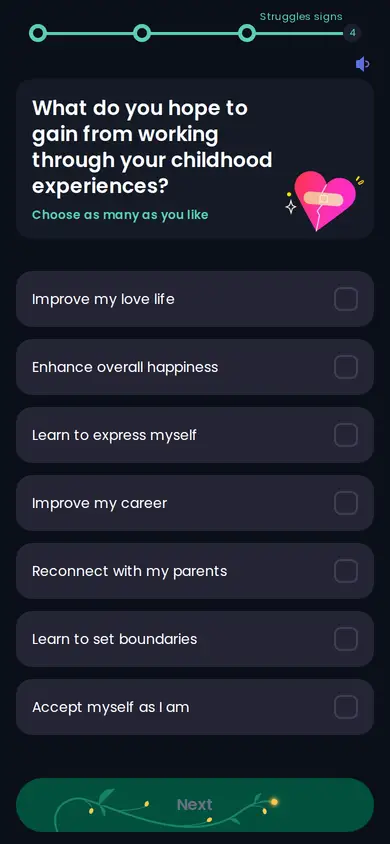 Struggles signs
4
What do you hope to
gain from working
through your childhood
experiences?
Choose as many as you like
Improve my love life
Enhance overall happiness
Learn to express myself
Improve my career
Reconnect with my parents
Learn to set boundaries
Accept myself as I am
Next